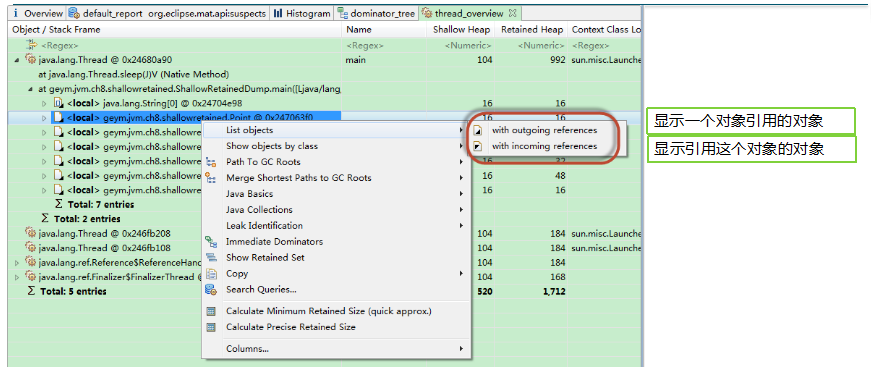 i Overview default_report org.eclipse.mat.api:suspects Histogram dominator_tree thread_overview
Object / Stack Frame Name Shallow Heap Retained Heap Context Class Lo
<Regex> <Regex> <Numeric> <Numeric> <Regex>
java.lang.Thread @ 0x24680a90 main 104 992 sun.misc.Launche
at java.lang.Thread.sleep(J)V (Native Method)
at geym.jvm.ch8.shallowretained.ShallowRetainedDump.main([Ljava/lang
<local> java.lang.String[0] @ 0x24704e98 16 16
<local> geym.jvm.ch8.shallowretained.Point @ 0x247063f0 16 16
显示一个对象引用的对象
<local> geym.jvm.ch8.shallowre
List objects
with outgoing references
<local> geym.jvm.ch8.shallowre
Show objects by class
with incoming references
显示引用这个对象的对象
<local> geym.jvm.ch8.shallowre
Path To GC Roots
16 32
<local> geym.jvm.ch8.shallowre
Merge Shortest Paths to GC Roots
16 48
<local> geym.jvm.ch8.shallowre
Java Basics
16 16
Σ Total: 7 entries
Java Collections
Σ Total: 2 entries
Leak Identification
java.lang.Thread @ 0x246fb208 104 184 sun.misc.Launche
Immediate Dominators
java.lang.Thread @ 0x246fb108 104 184 sun.misc.Launche
Show Retained Set
java.lang.ref.Reference$ReferenceHan 104 184
Copy
java.lang.ref.Finalizer$FinalizerThread 104 168
Search Queries...
Σ Total: 5 entries 520 1,712
Calculate Minimum Retained Size (quick approx.)
Calculate Precise Retained Size
Columns...